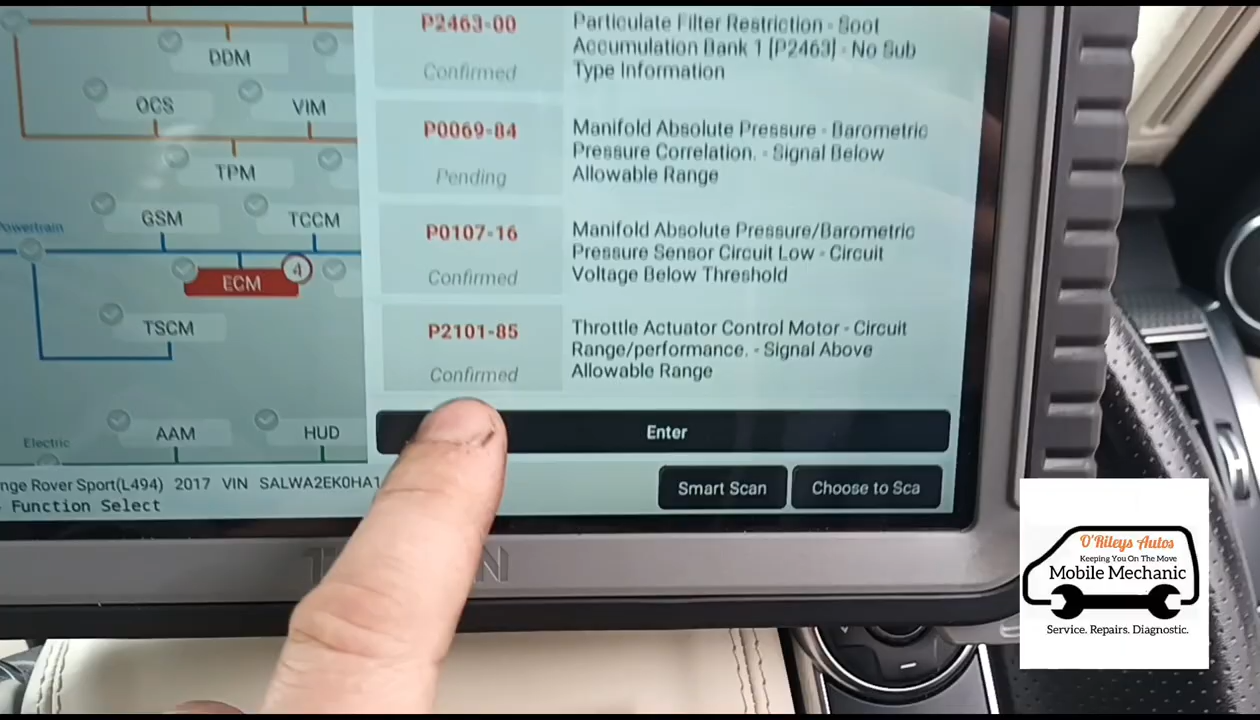 P2463-00
Confirmed
Particulate Filter Restriction - Soot
Accumulation Bank 1 [P2463] - No Sub
Type Information
P0069-84
Pending
Manifold Absolute Pressure - Barometric
Pressure Correlation. - Signal Below
Allowable Range
P0107-16
Confirmed
Manifold Absolute Pressure/Barometric
Pressure Sensor Circuit Low - Circuit
Voltage Below Threshold
P2101-85
Confirmed
Throttle Actuator Control Motor - Circuit
Range/performance. - Signal Above
Allowable Range
DDM
OCS VIM
TPM
GSM TCCM
Powertrain
ECM 4
TSCM
AAM HUD
Electric
Enter
nge Rover Sport(L494) 2017 VIN SALWA2EK0HA1
Function Select
Smart Scan Choose to Sca
O'Rileys Autos
Keeping You On The Move
Mobile Mechanic
Service. Repairs. Diagnostic.